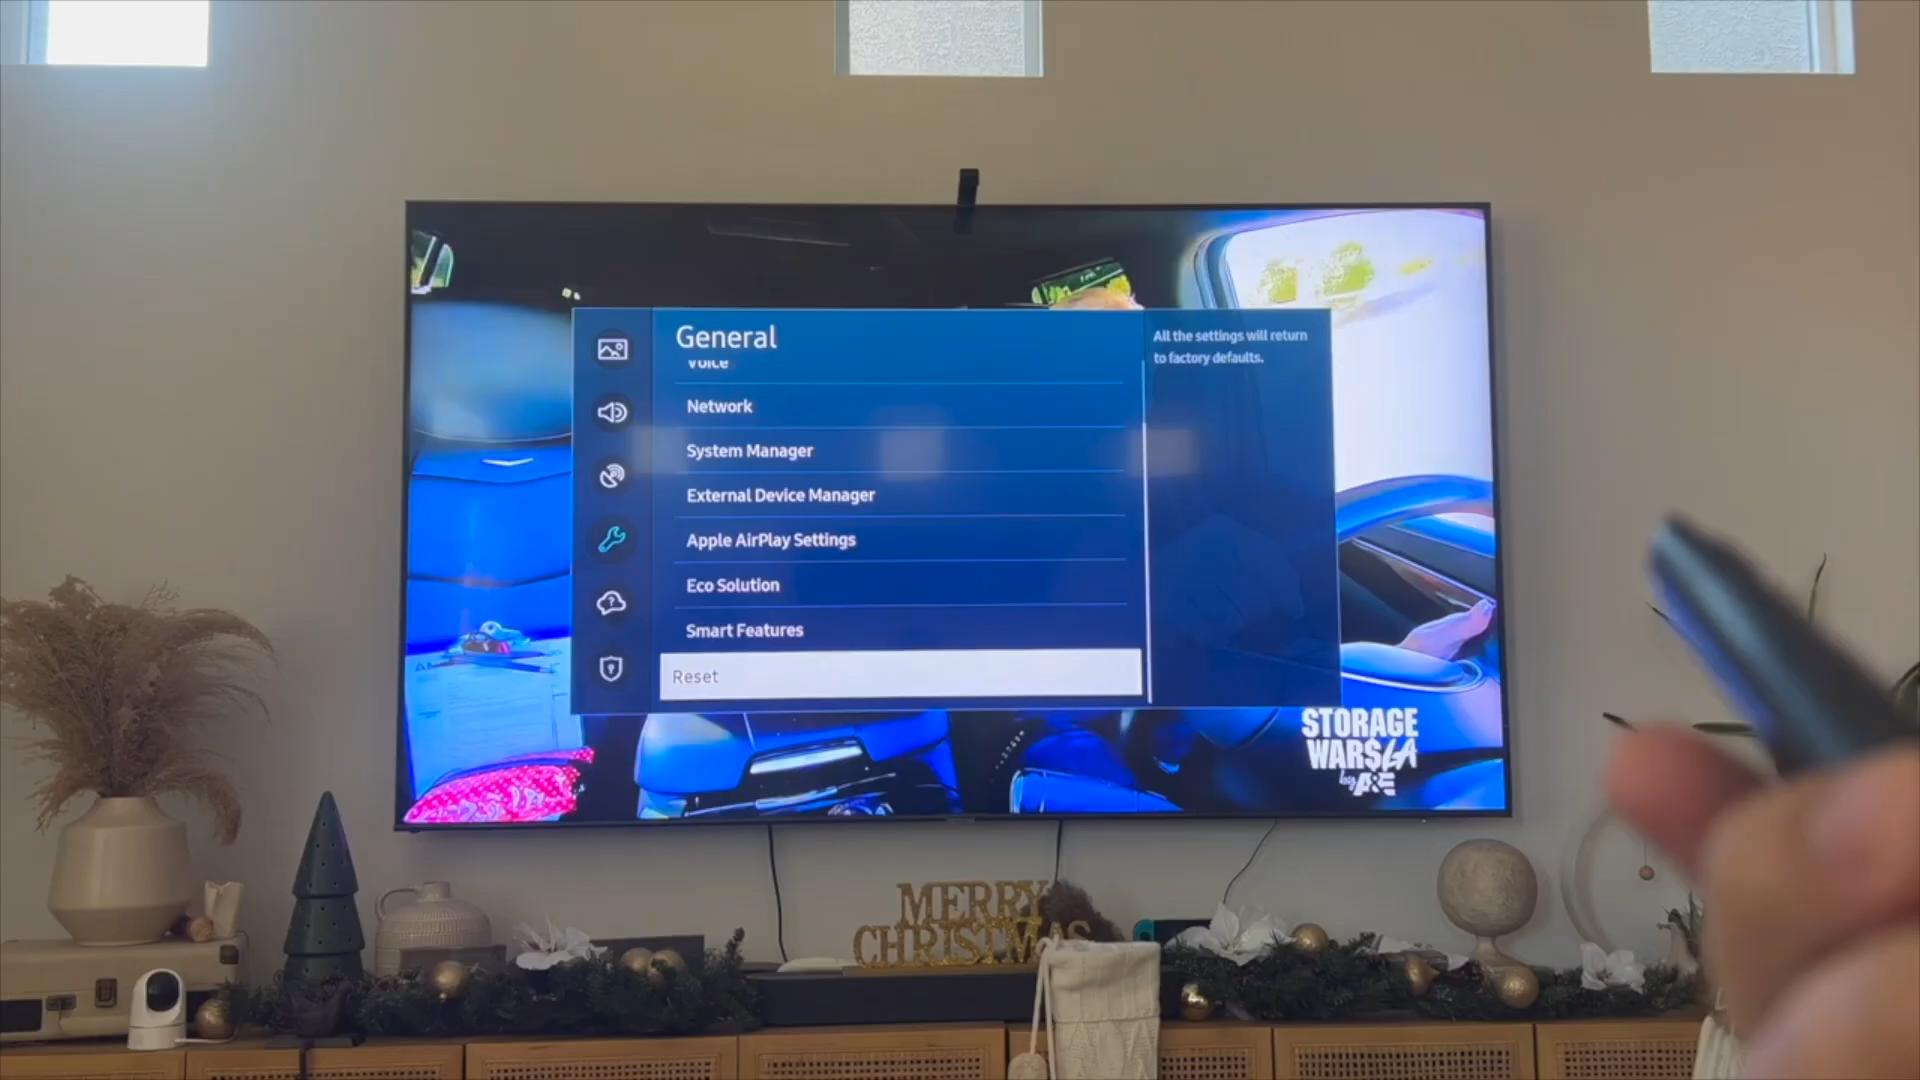 General
Voice
Network
System Manager
External Device Manager
Apple AirPlay Settings
Eco Solution
Smart Features
Reset
All the settings will return
to factory defaults.
STORAGE
WARS LA
by A&E
MERRY
CHRISTMAS